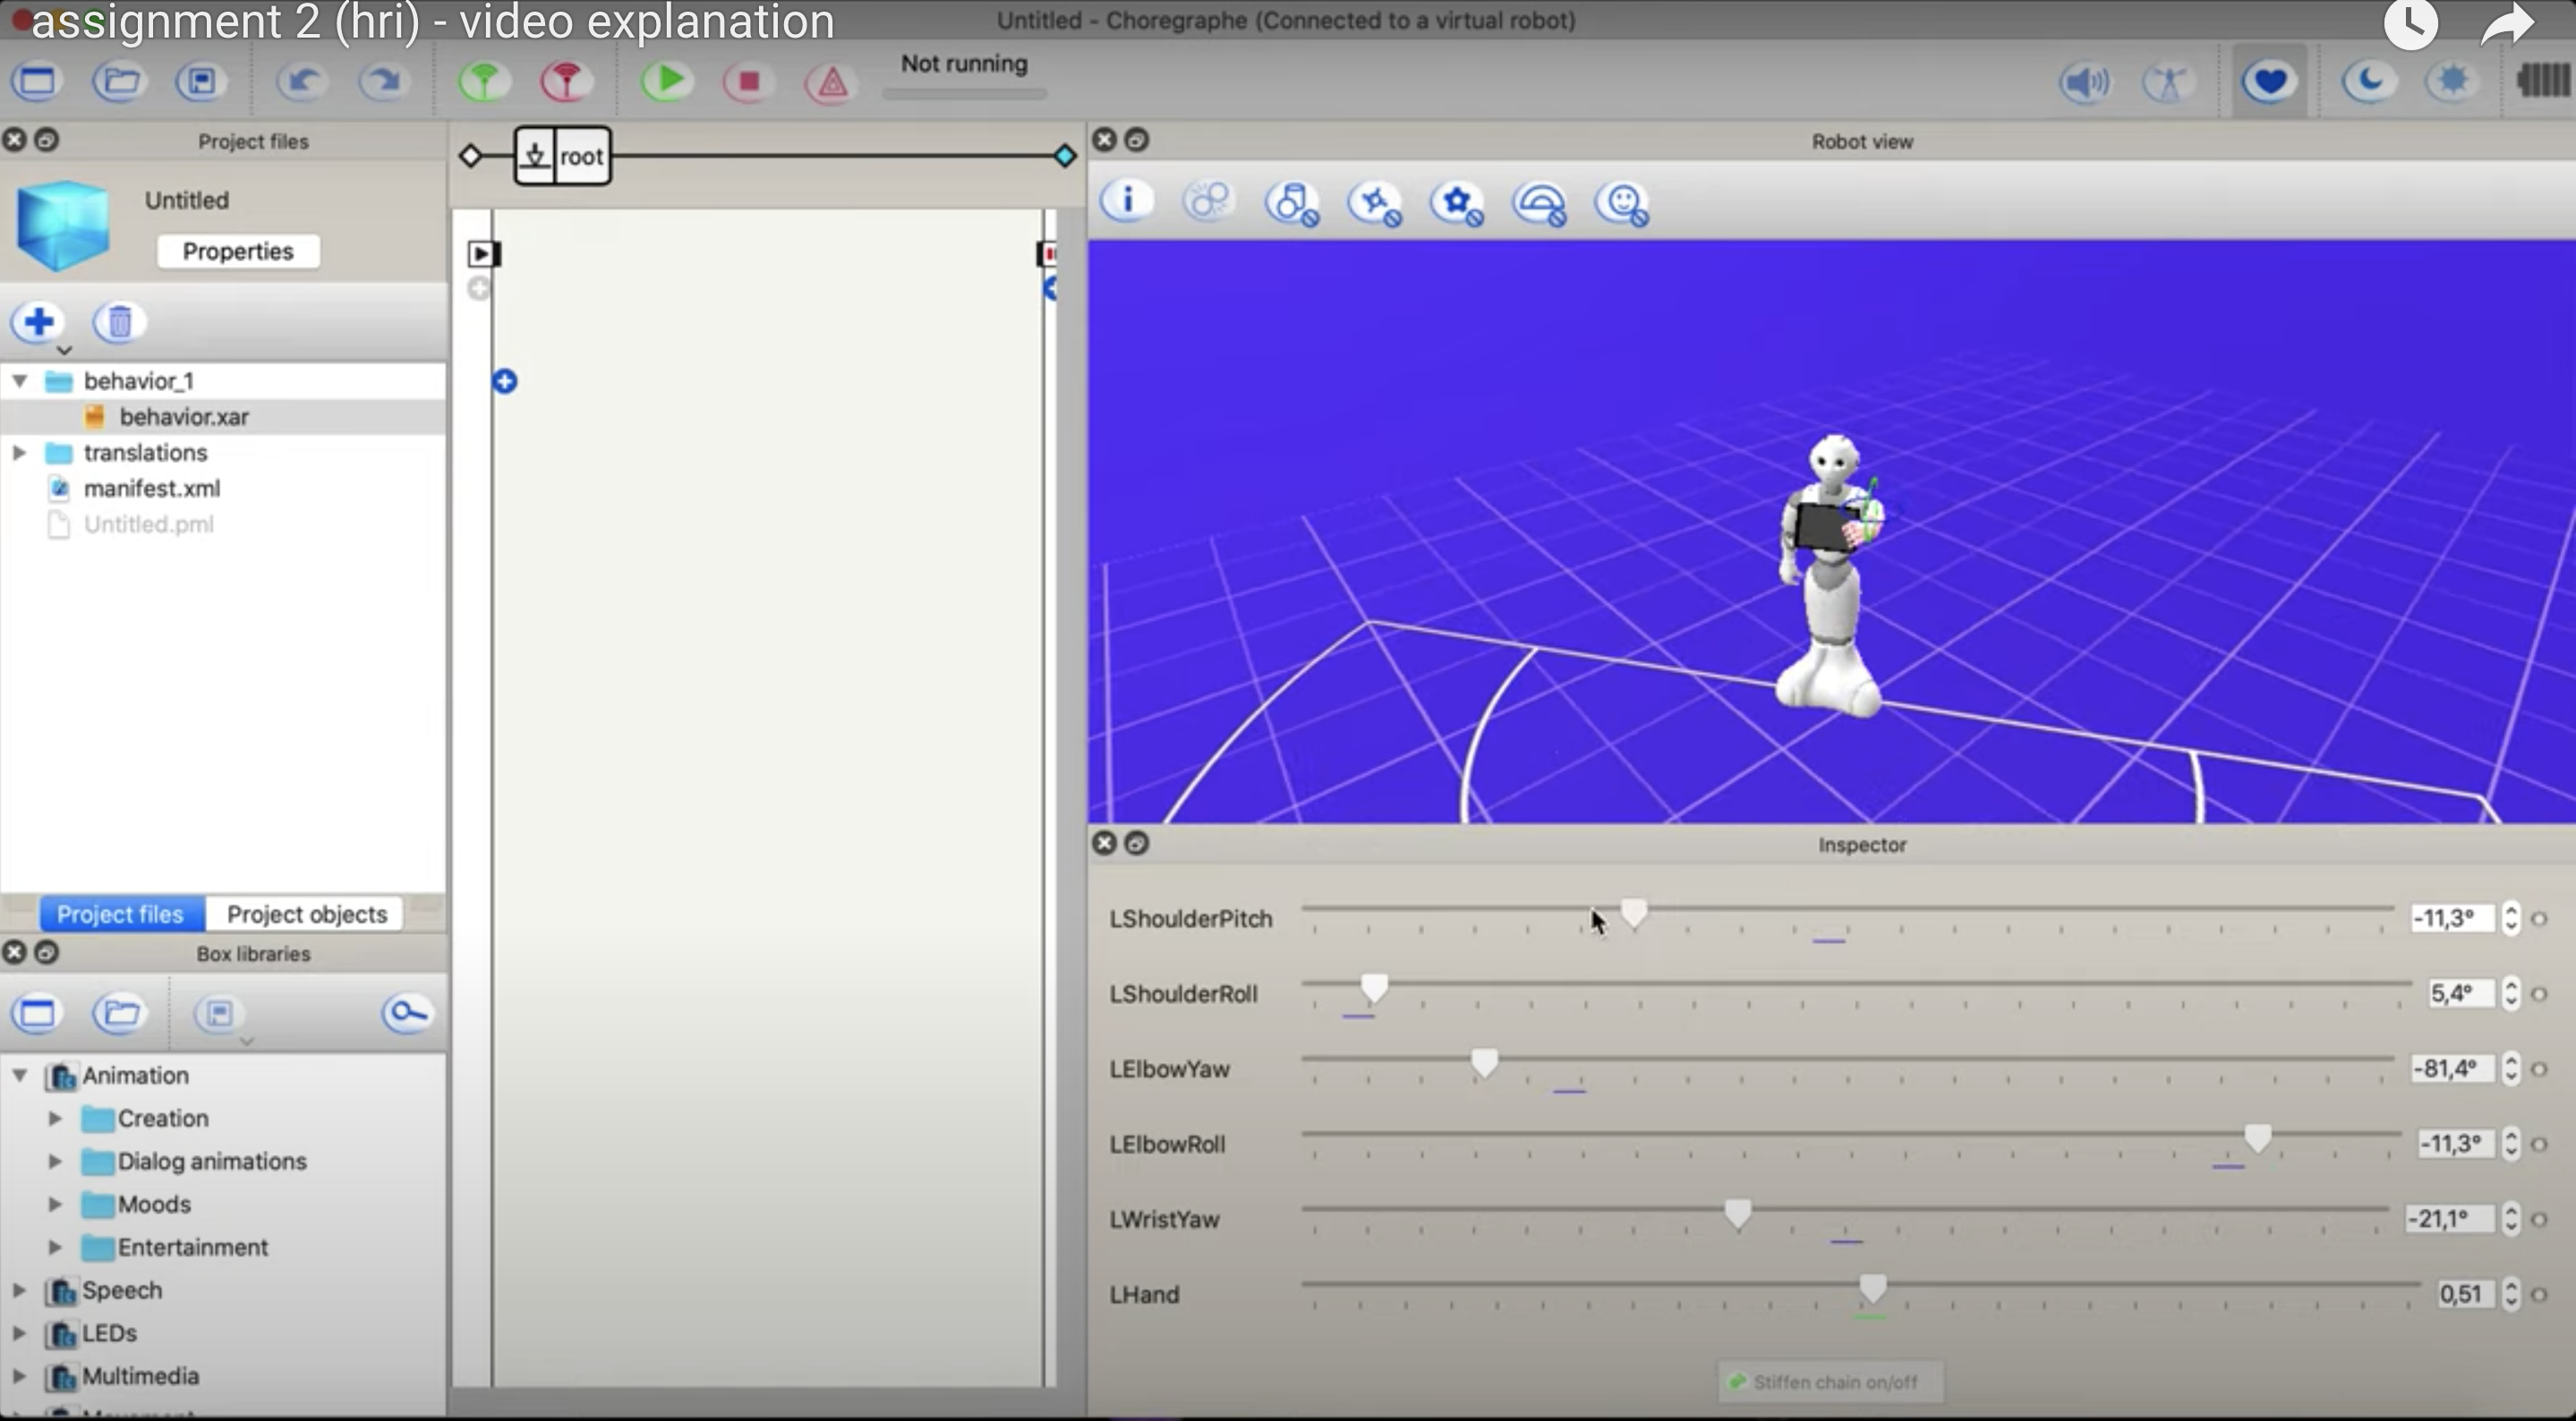 assignment 2 (hri) - video explanation
Untitled - Choregraphe (Connected to a virtual robot)
Not running
Project files
root
Robot view
Untitled
Properties
behavior_1
behavior.xar
translations
manifest.xml
Untitled.pml
Project files
Project objects
Box libraries
Animation
Creation
Dialog animations
Moods
Entertainment
Speech
LEDs
Multimedia
Inspector
LShoulderPitch
-11,3°
LShoulderRoll
5,4°
LElbowYaw
-81,4°
LElbowRoll
-11,3°
LWristYaw
-21,1°
LHand
0,51
Stiffen chain on/off